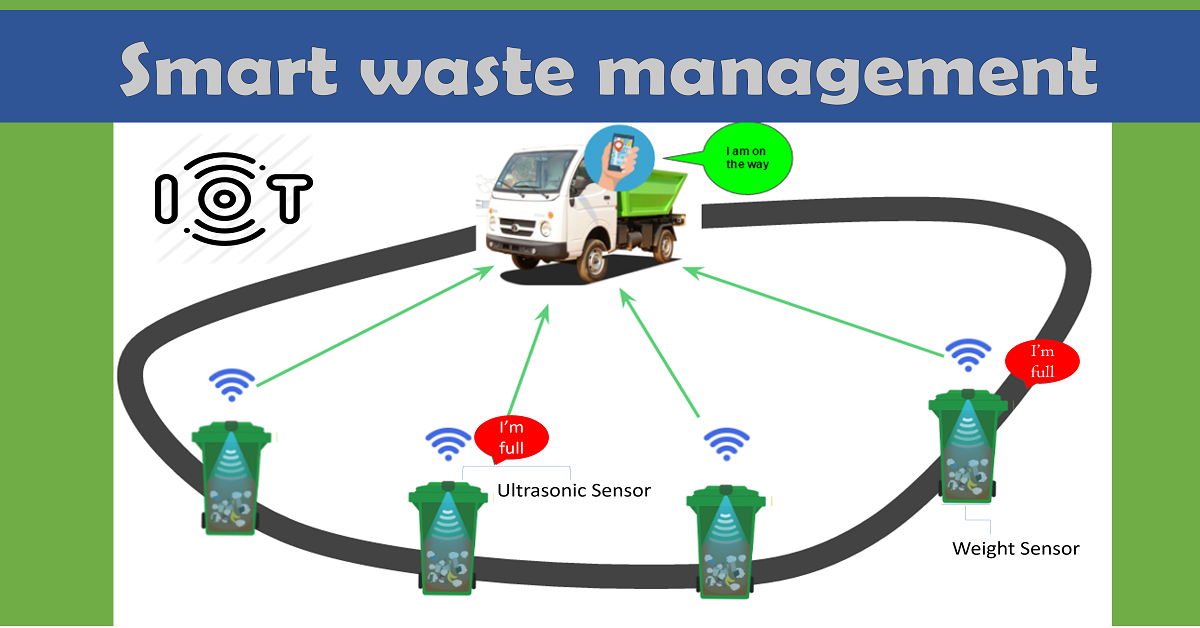 Smart waste management
IOT
I am on
the way
I'm
full
I'm
full
Ultrasonic Sensor
Weight Sensor